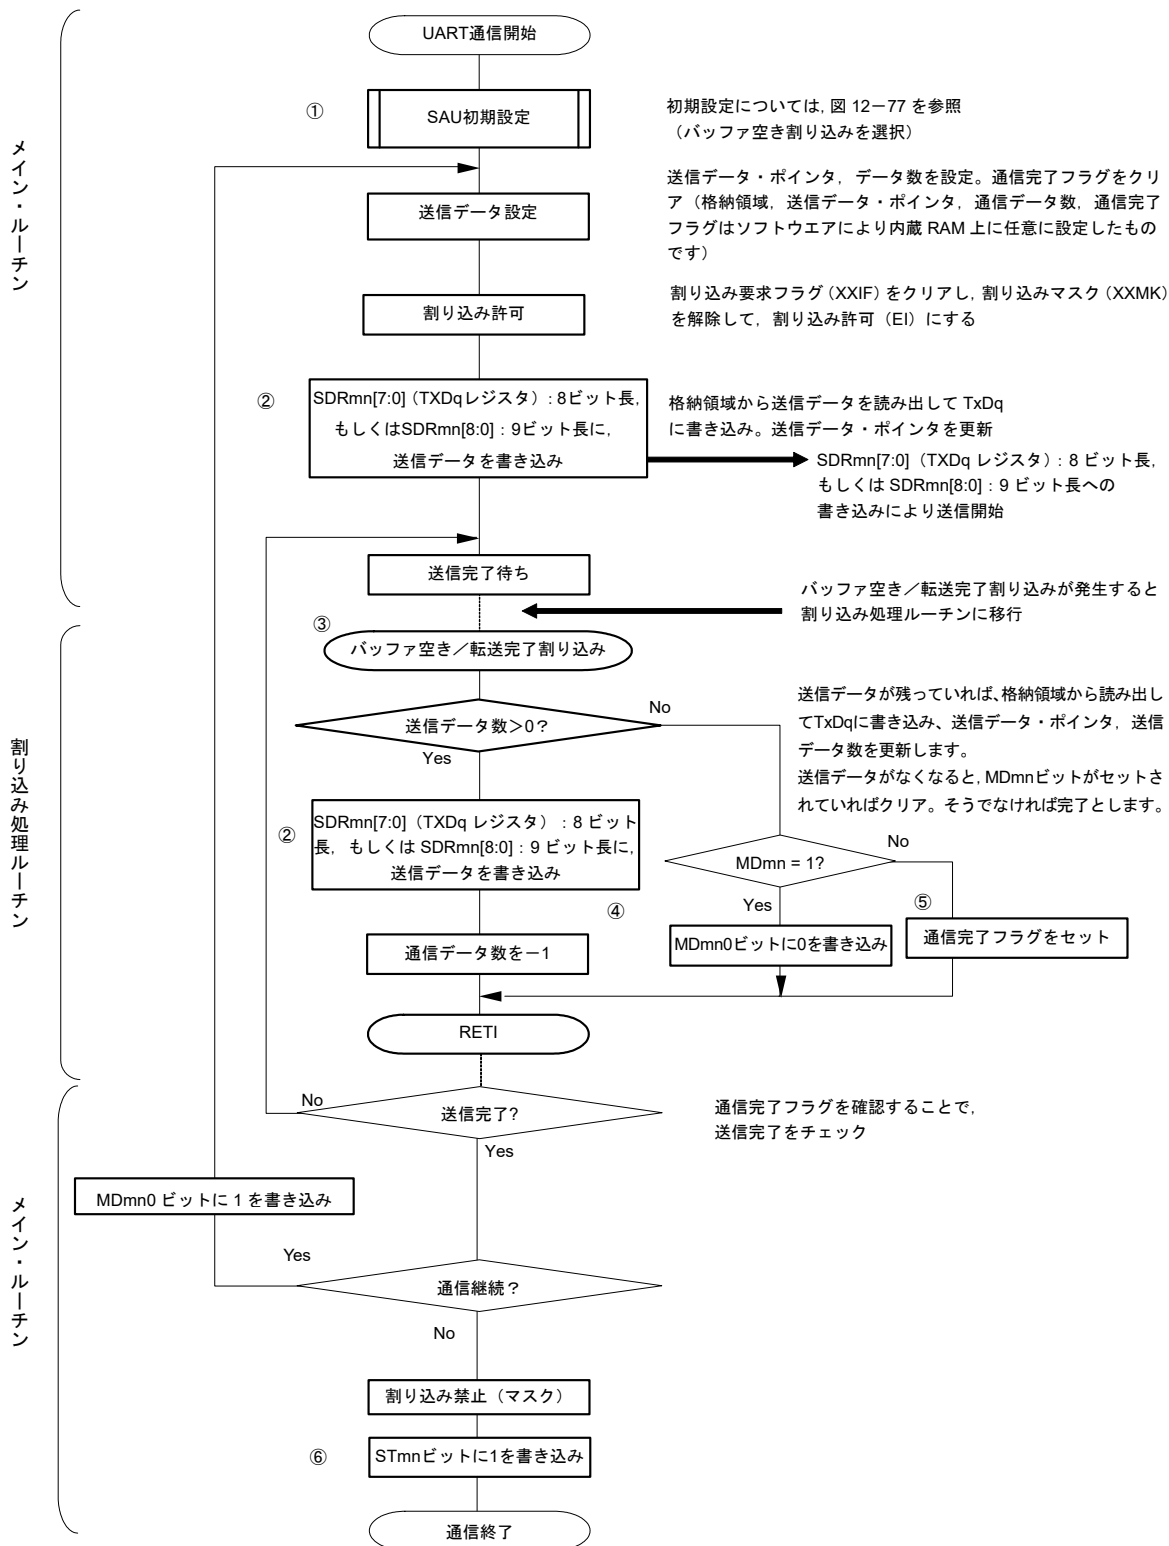 UART通信開始
メイン・ルーチン
①
SAU初期設定
初期設定については, 図 12－77 を参照
（バッファ空き割り込みを選択）
送信データ設定
送信データ・ポインタ，データ数を設定。通信完了フラグをクリ
ア（格納領域，送信データ・ポインタ，通信データ数，通信完了
フラグはソフトウエアにより内蔵 RAM 上に任意に設定したもの
です）
割り込み許可
割り込み要求フラグ（XXIF）をクリアし, 割り込みマスク（XXMK）
を解除して，割り込み許可（EI）にする
②
SDRmn[7:0]（TXDqレジスタ）: 8ビット長,
もしくはSDRmn[8:0]：9ビット長に,
送信データを書き込み
格納領域から送信データを読み出して TxDq
に書き込み。送信データ・ポインタを更新
SDRmn[7:0]（TXDq レジスタ）: 8 ビット長,
もしくは SDRmn[8:0]：9 ビット長への
書き込みにより送信開始
送信完了待ち
バッファ空き／転送完了割り込みが発生すると
割り込み処理ルーチンに移行
割り込み処理ルーチン
③
バッファ空き／転送完了割り込み
送信データ数＞0？
No
Yes
送信データが残っていれば、格納領域から読み出し
てTxDqに書き込み、送信データ・ポインタ，送信
データ数を更新します。
送信データがなくなると, MDmnビットがセットさ
れていればクリア。そうでなければ完了とします。
②
SDRmn[7:0]（TXDq レジスタ）：8 ビット
長，もしくは SDRmn[8:0]：9 ビット長に,
送信データを書き込み
MDmn = 1?
No
Yes
④
⑤
MDmn0ビットに0を書き込み
通信完了フラグをセット
通信データ数を－1
RETI
メイン・ルーチン
No
送信完了?
Yes
通信完了フラグを確認することで,
送信完了をチェック
MDmn0 ビットに 1 を書き込み
Yes
通信継続？
No
割り込み禁止（マスク）
⑥
STmnビットに1を書き込み
通信終了